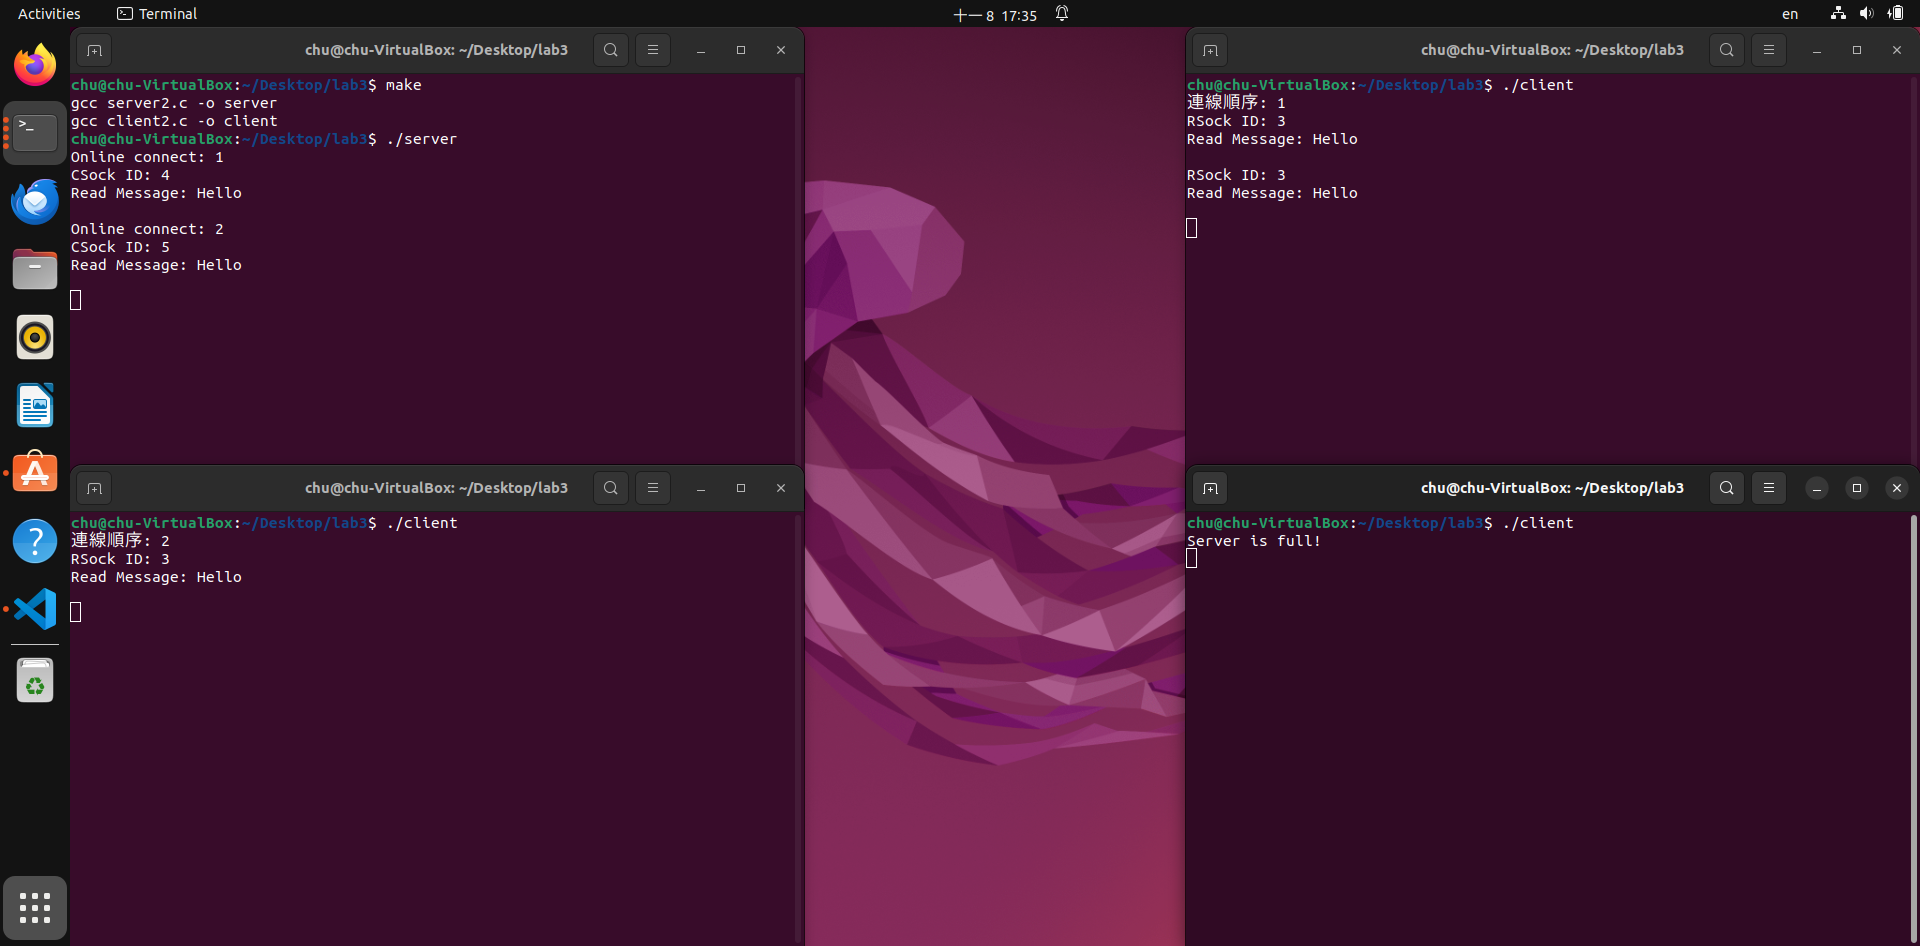 Activities
Terminal
十一 8 17:35
en
chu@chu-VirtualBox: ~/Desktop/lab3
chu@chu-VirtualBox:~/Desktop/lab3$ make
gcc server2.c -o server
gcc client2.c -o client
chu@chu-VirtualBox:~/Desktop/lab3$ ./server
Online connect: 1
CSock ID: 4
Read Message: Hello
Online connect: 2
CSock ID: 5
Read Message: Hello
chu@chu-VirtualBox: ~/Desktop/lab3
chu@chu-VirtualBox:~/Desktop/lab3$ ./client
連線順序: 1
RSock ID: 3
Read Message: Hello
RSock ID: 3
Read Message: Hello
chu@chu-VirtualBox: ~/Desktop/lab3
chu@chu-VirtualBox:~/Desktop/lab3$ ./client
連線順序: 2
RSock ID: 3
Read Message: Hello
chu@chu-VirtualBox: ~/Desktop/lab3
chu@chu-VirtualBox:~/Desktop/lab3$ ./client
Server is full!